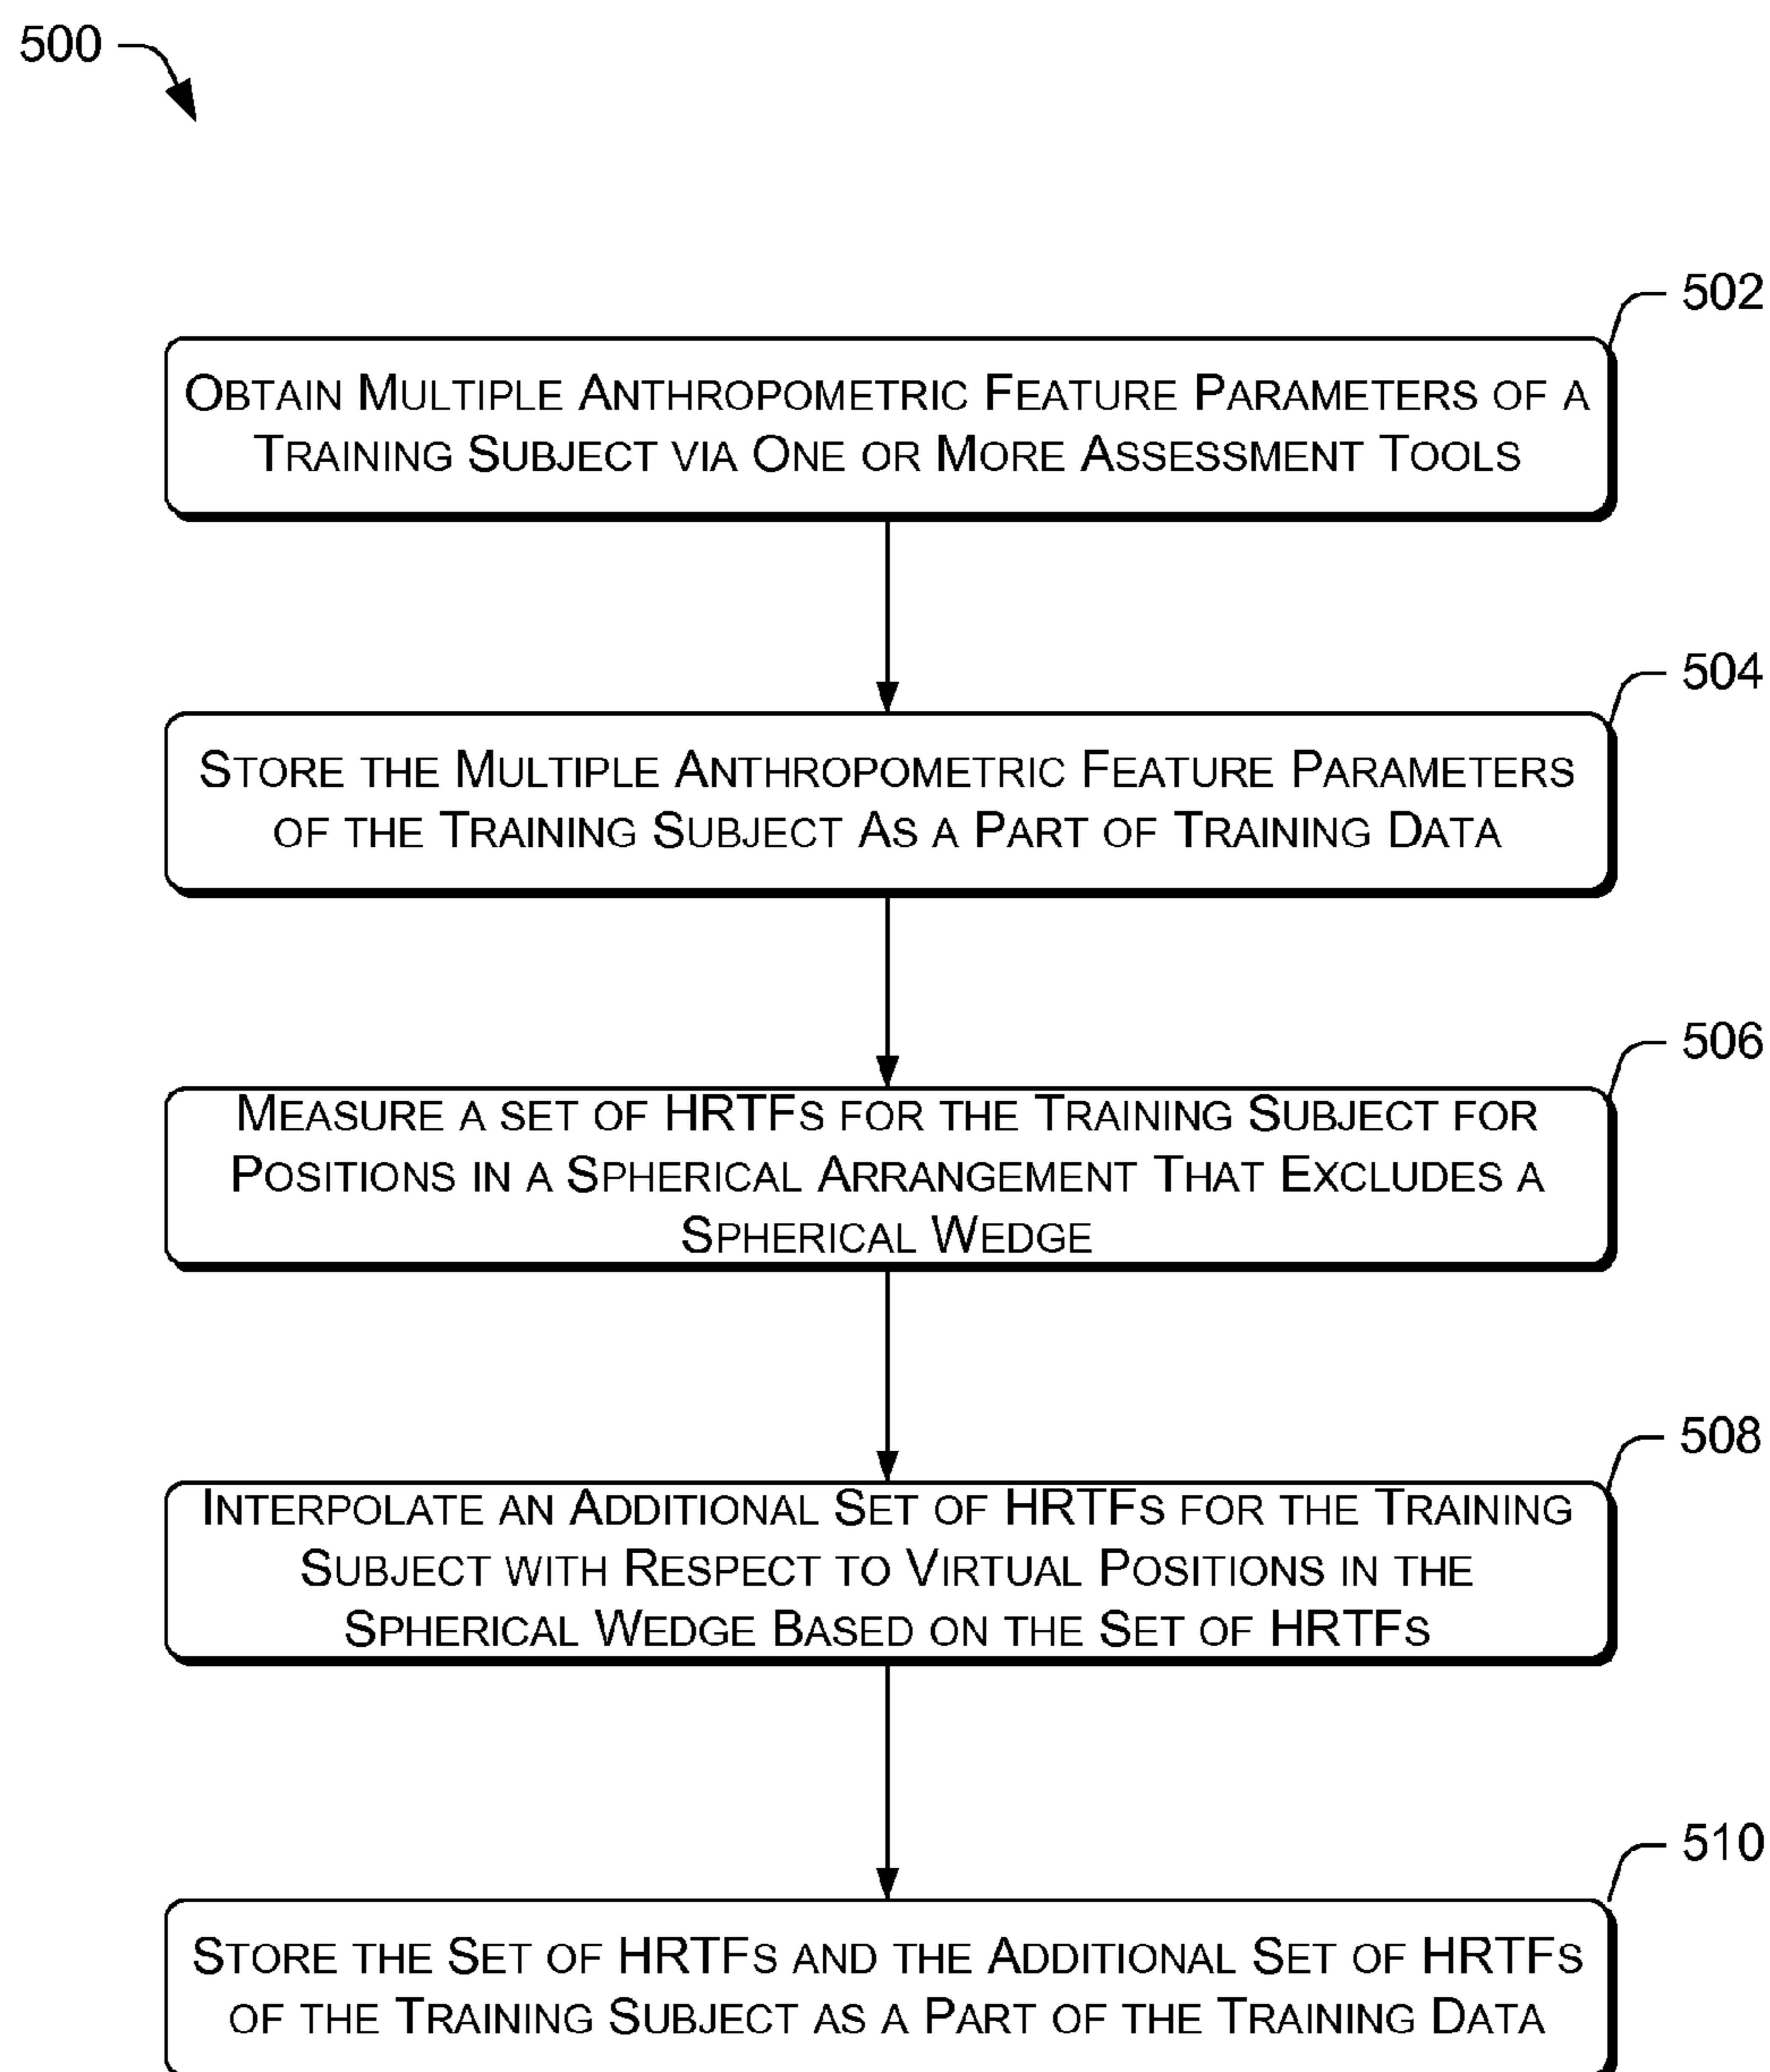 500
502
Obtain Multiple Anthropometric Feature Parameters of a
Training Subject via One or More Assessment Tools
504
Store the Multiple Anthropometric Feature Parameters
of the Training Subject As a Part of Training Data
506
Measure a set of HRTFs for the Training Subject for
Positions in a Spherical Arrangement That Excludes a
Spherical Wedge
508
Interpolate an Additional Set of HRTFs for the Training
Subject with Respect to Virtual Positions in the
Spherical Wedge Based on the Set of HRTFs
510
Store the Set of HRTFs and the Additional Set of HRTFs
of the Training Subject as a Part of the Training Data